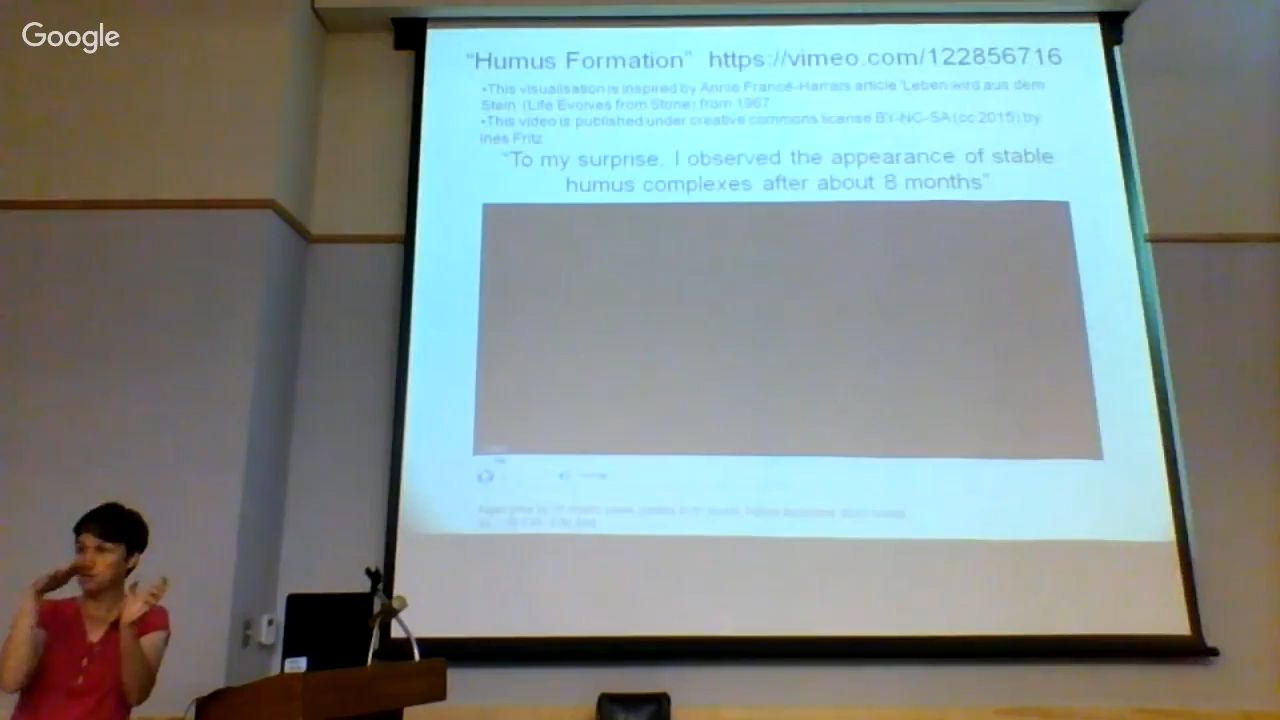 Google
“Humus Formation” https://vimeo.com/122856716
•This visualisation is inspired by Annie Francé-Harrars article 'Leben wird aus dem
Stein' (Life Evolves from Stone) from 1967
•This video is published under creative commons license BY-NC-SA (cc 2015) by
Ines Fritz
“To my surprise, I observed the appearance of stable
humus complexes after about 8 months”